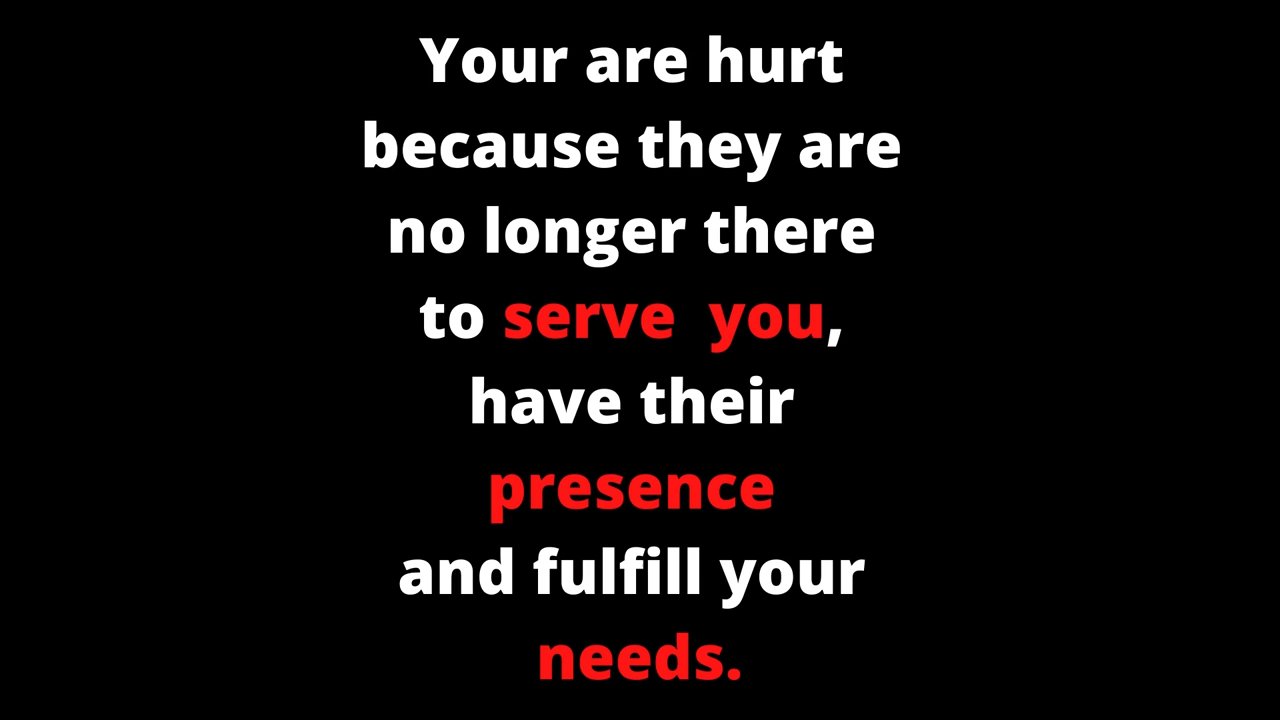 Your are hurt
because they are
no longer there
to serve  you,
have their
presence
and fulfill your
needs.